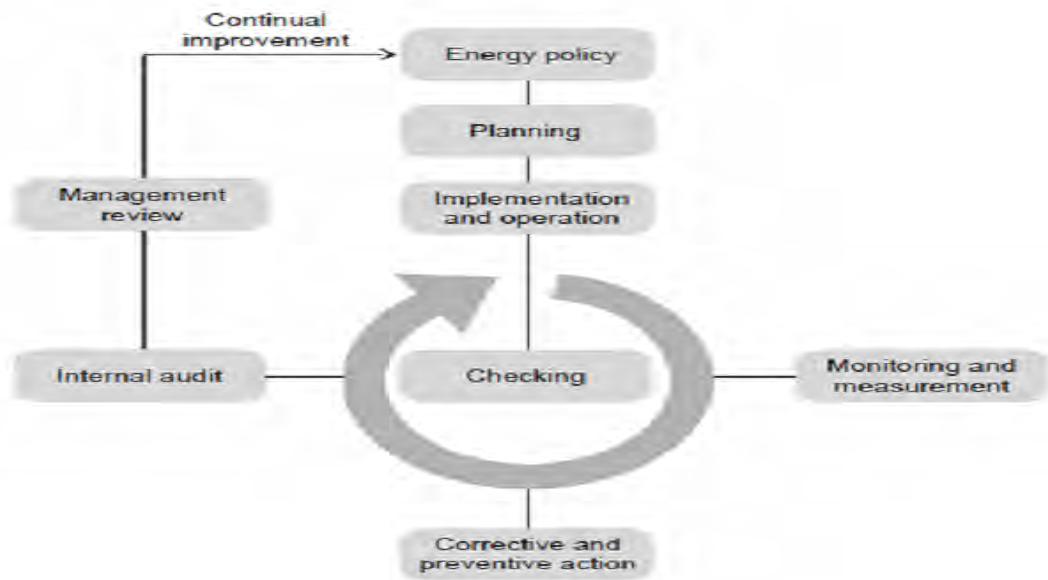 Continual
improvement
Energy policy
Planning
Management
review
Implementation
and operation
Internal audit
Checking
Monitoring and
measurement
Corrective and
preventive action